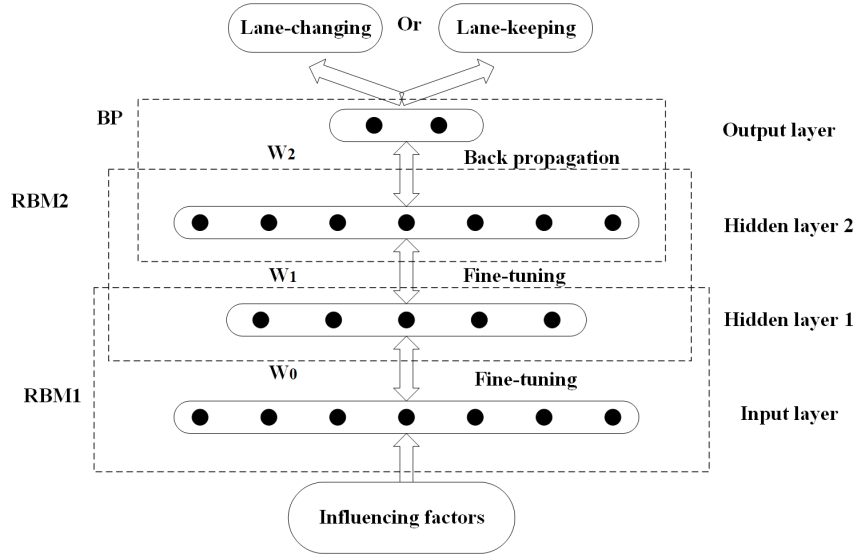 Lane-changing Or Lane-keeping
BP
Output layer
W2 Back propagation
RBM2
Hidden layer 2
W1 Fine-tuning
Hidden layer 1
W0 Fine-tuning
RBM1
Input layer
Influencing factors